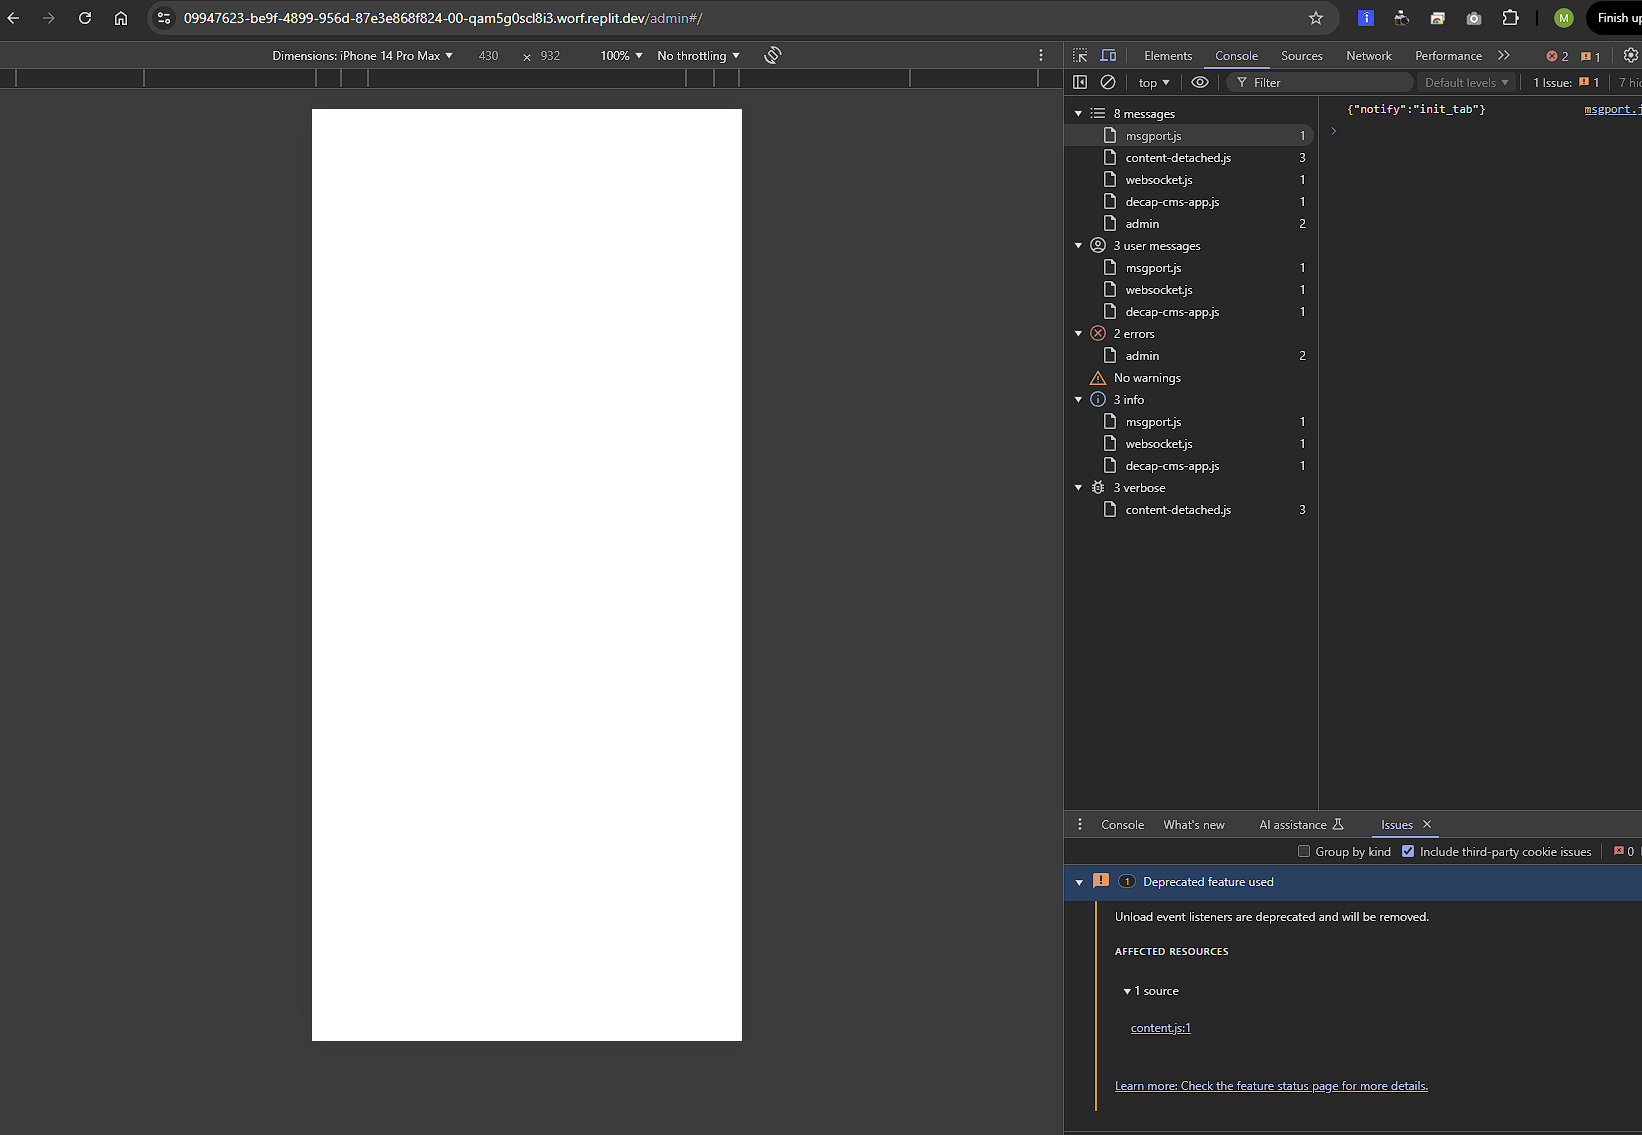 09947623-be9f-4899-956d-87e3e868f824-00-qam5g0scl8i3.worf.replit.dev/admin#/
M
Finish up
Dimensions: iPhone 14 Pro Max
430
×
932
100%
No throttling
Elements
Console
Sources
Network
Performance
2
1
top
Filter
Default levels
1 Issue:
1
7 hid
8 messages
msgport.js
1
content-detached.js
3
websocket.js
1
decap-cms-app.js
1
admin
2
3 user messages
msgport.js
1
websocket.js
1
decap-cms-app.js
1
2 errors
admin
2
No warnings
3 info
msgport.js
1
websocket.js
1
decap-cms-app.js
1
3 verbose
content-detached.js
3
{"notify":"init_tab"}
msgport.j
Console
What's new
AI assistance
Issues
Group by kind
Include third-party cookie issues
0
1
Deprecated feature used
Unload event listeners are deprecated and will be removed.
AFFECTED RESOURCES
1 source
content.js:1
Learn more: Check the feature status page for more details.